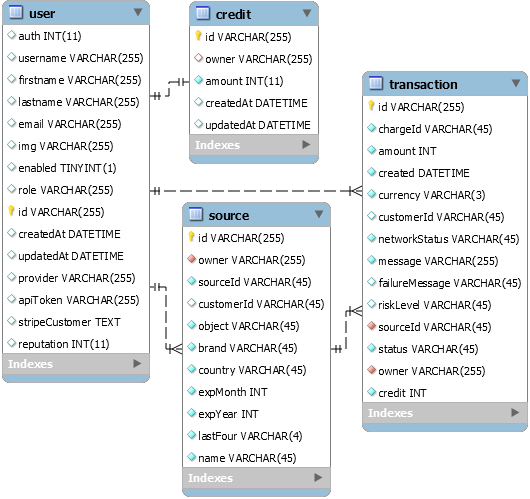 user
auth INT(11)
username VARCHAR(255)
firstname VARCHAR(255)
lastname VARCHAR(255)
email VARCHAR(255)
img VARCHAR(255)
enabled TINYINT(1)
role VARCHAR(255)
id VARCHAR(255)
createdAt DATETIME
updatedAt DATETIME
provider VARCHAR(255)
apiToken VARCHAR(255)
stripeCustomer TEXT
reputation INT(11)
Indexes
credit
id VARCHAR(255)
owner VARCHAR(255)
amount INT(11)
createdAt DATETIME
updatedAt DATETIME
Indexes
source
id VARCHAR(255)
owner VARCHAR(255)
sourceId VARCHAR(45)
customerId VARCHAR(45)
object VARCHAR(45)
brand VARCHAR(45)
country VARCHAR(45)
expMonth INT
expYear INT
lastFour VARCHAR(4)
name VARCHAR(45)
Indexes
transaction
id VARCHAR(255)
chargeId VARCHAR(45)
amount INT
created DATETIME
currency VARCHAR(3)
customerId VARCHAR(45)
networkStatus VARCHAR(45)
message VARCHAR(255)
failureMessage VARCHAR(45)
riskLevel VARCHAR(45)
sourceId VARCHAR(45)
status VARCHAR(45)
owner VARCHAR(255)
credit INT
Indexes